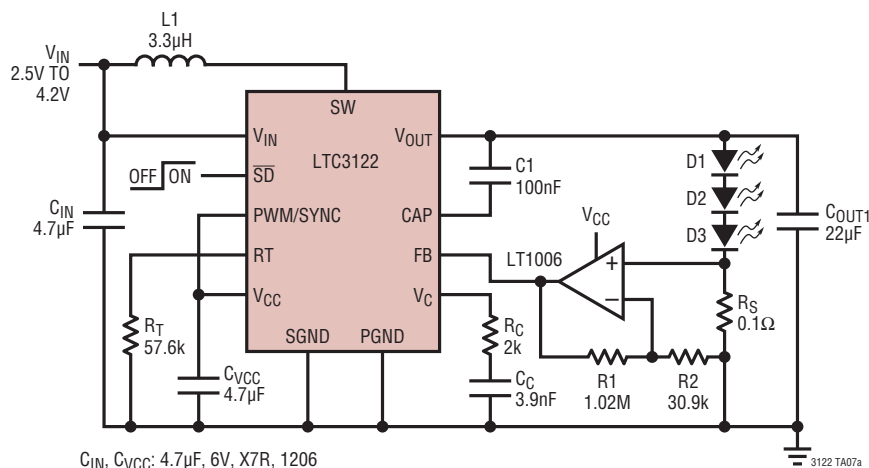 L1
3.3µH
VIN
2.5V TO
4.2V
SW
VIN
VOUT
LTC3122
SD
OFF ON
C1
100nF
D1
D2
D3
CIN
4.7µF
PWM/SYNC
CAP
VCC
COUT1
22µF
RT
FB
LT1006
+
–
VCC
VC
RS
0.1Ω
RT
57.6k
SGND
PGND
RC
2k
CVCC
4.7µF
CC
3.9nF
R1
1.02M
R2
30.9k
CIN, CVCC: 4.7µF, 6V, X7R, 1206
3122 TA07a